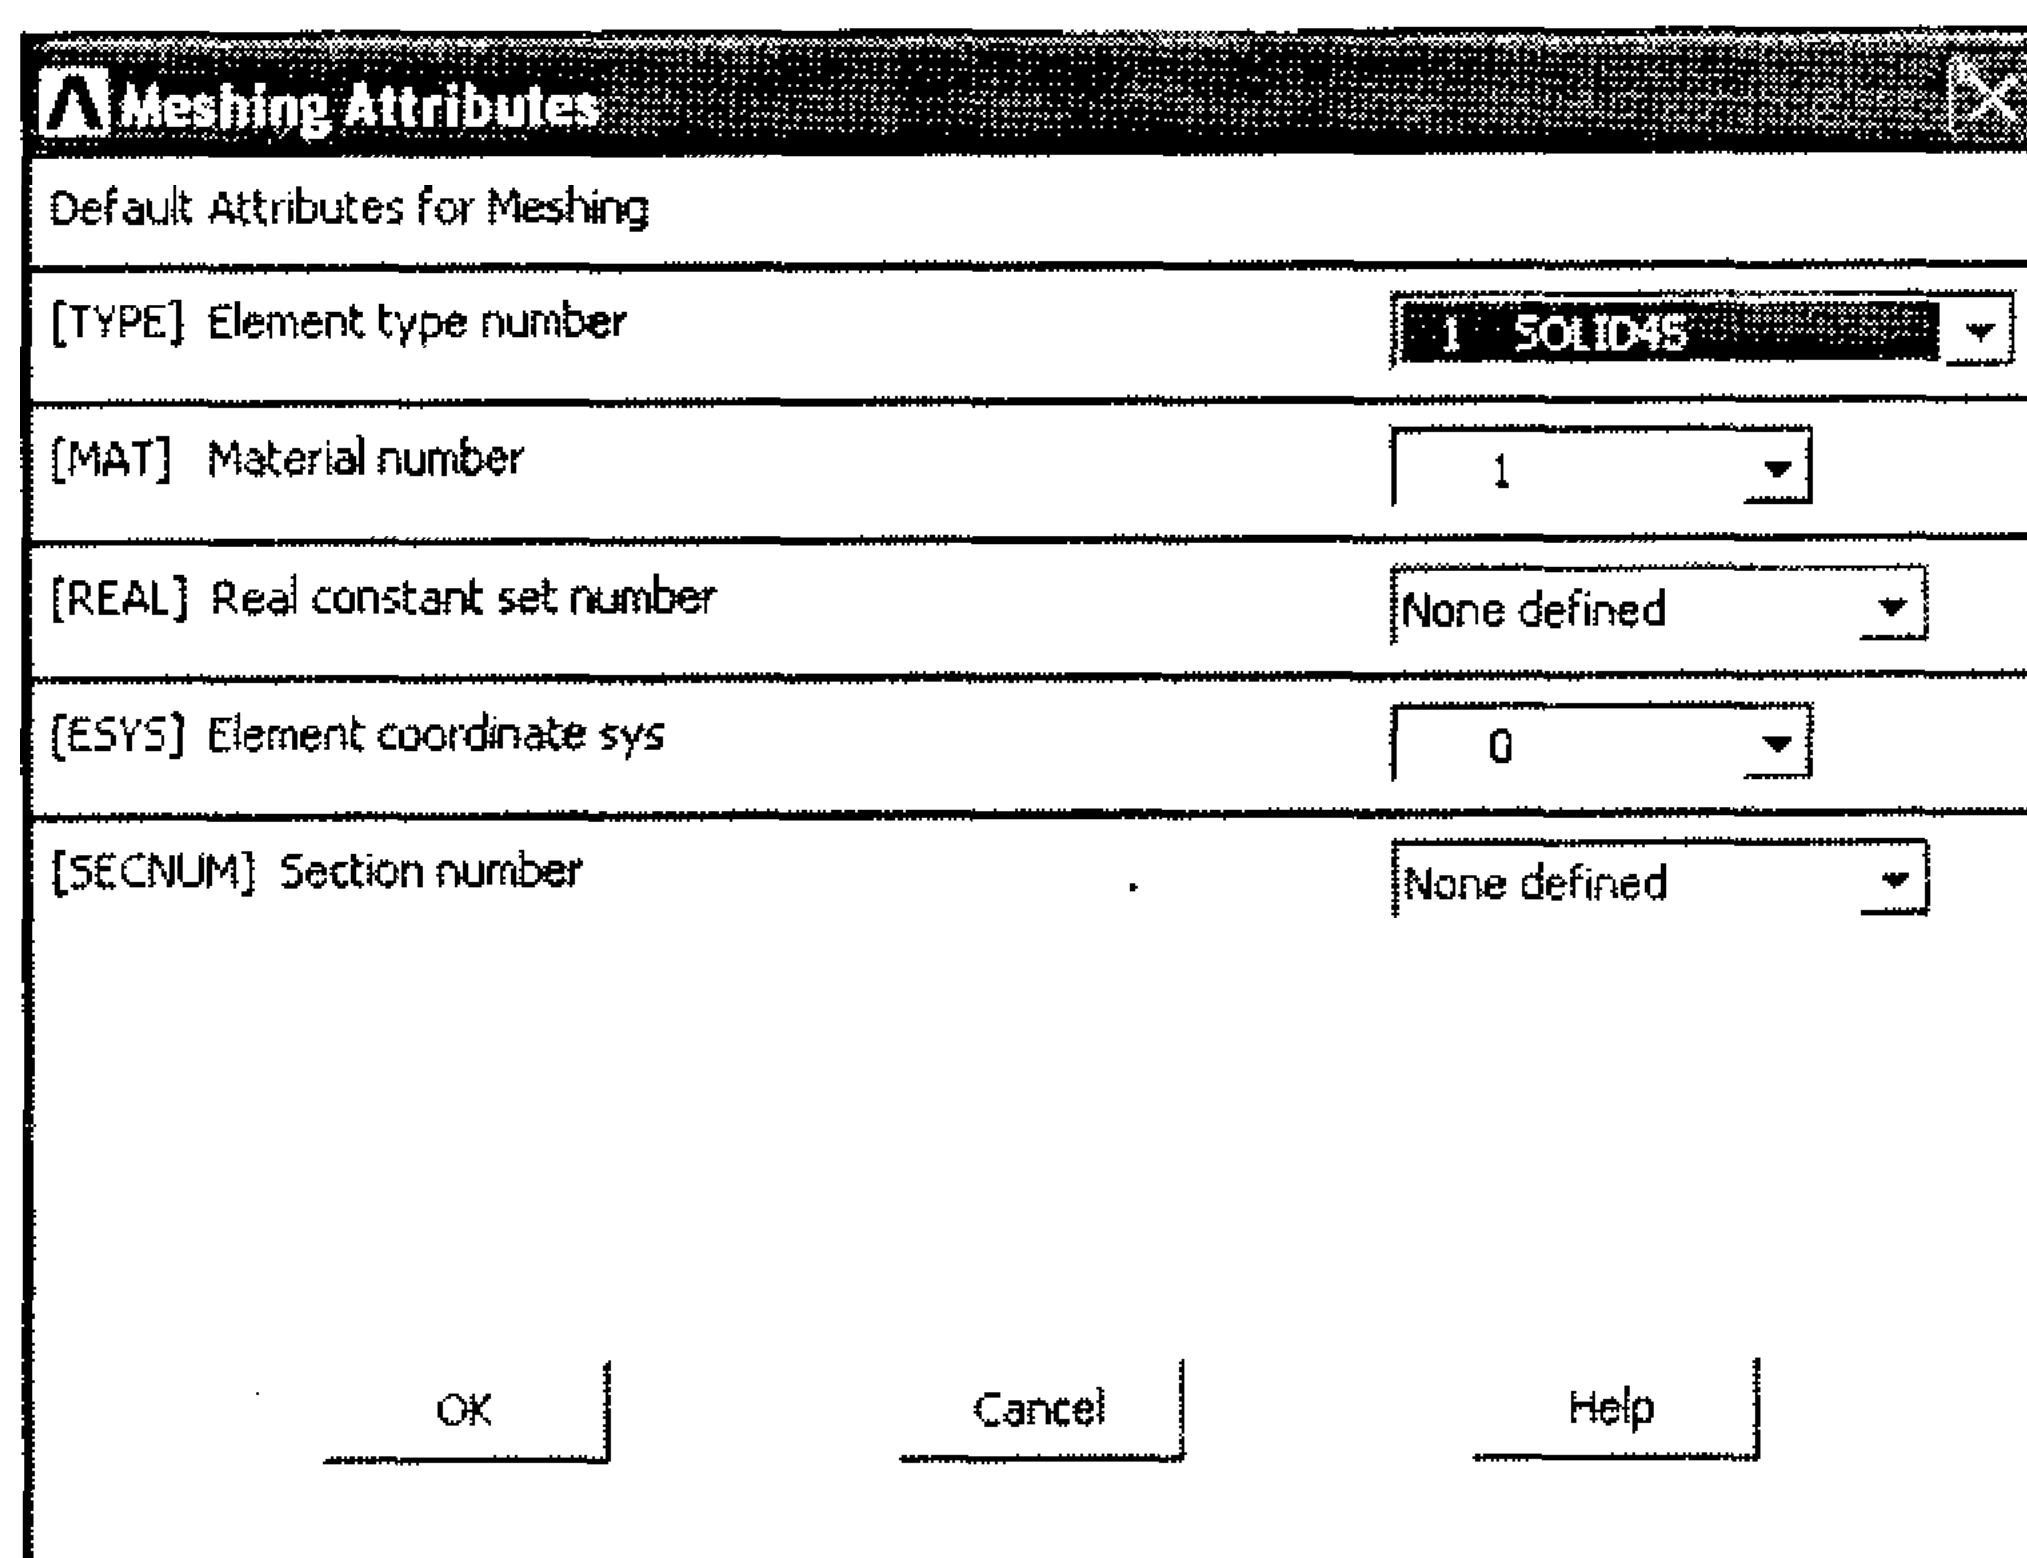 Meshing Attributes
Default Attributes for Meshing
[TYPE] Element type number 1 SOLID45
[MAT] Material number 1
[REAL] Real constant set number None defined
[ESYS] Element coordinate sys 0
[SECNUM] Section number None defined
OK Cancel Help